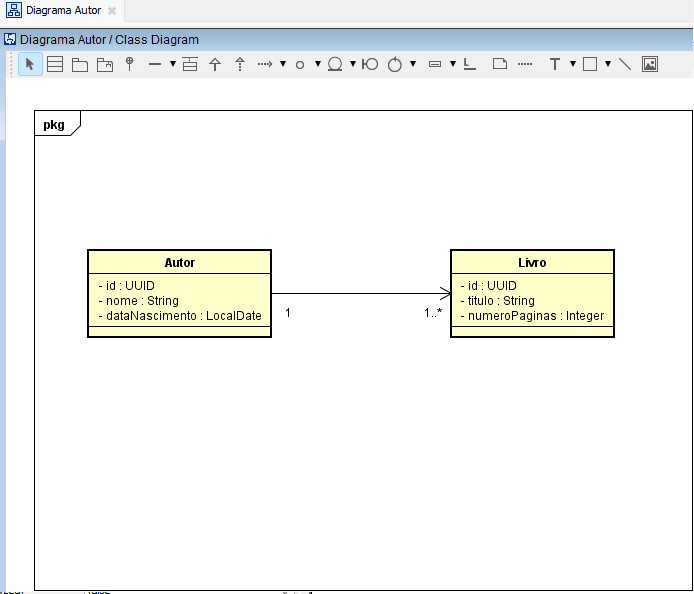 Diagrama Autor
Diagrama Autor / Class Diagram
pkg
Autor
- id : UUID
- nome : String
- dataNascimento : LocalDate
1
1..*
Livro
- id : UUID
- titulo : String
- numeroPaginas : Integer